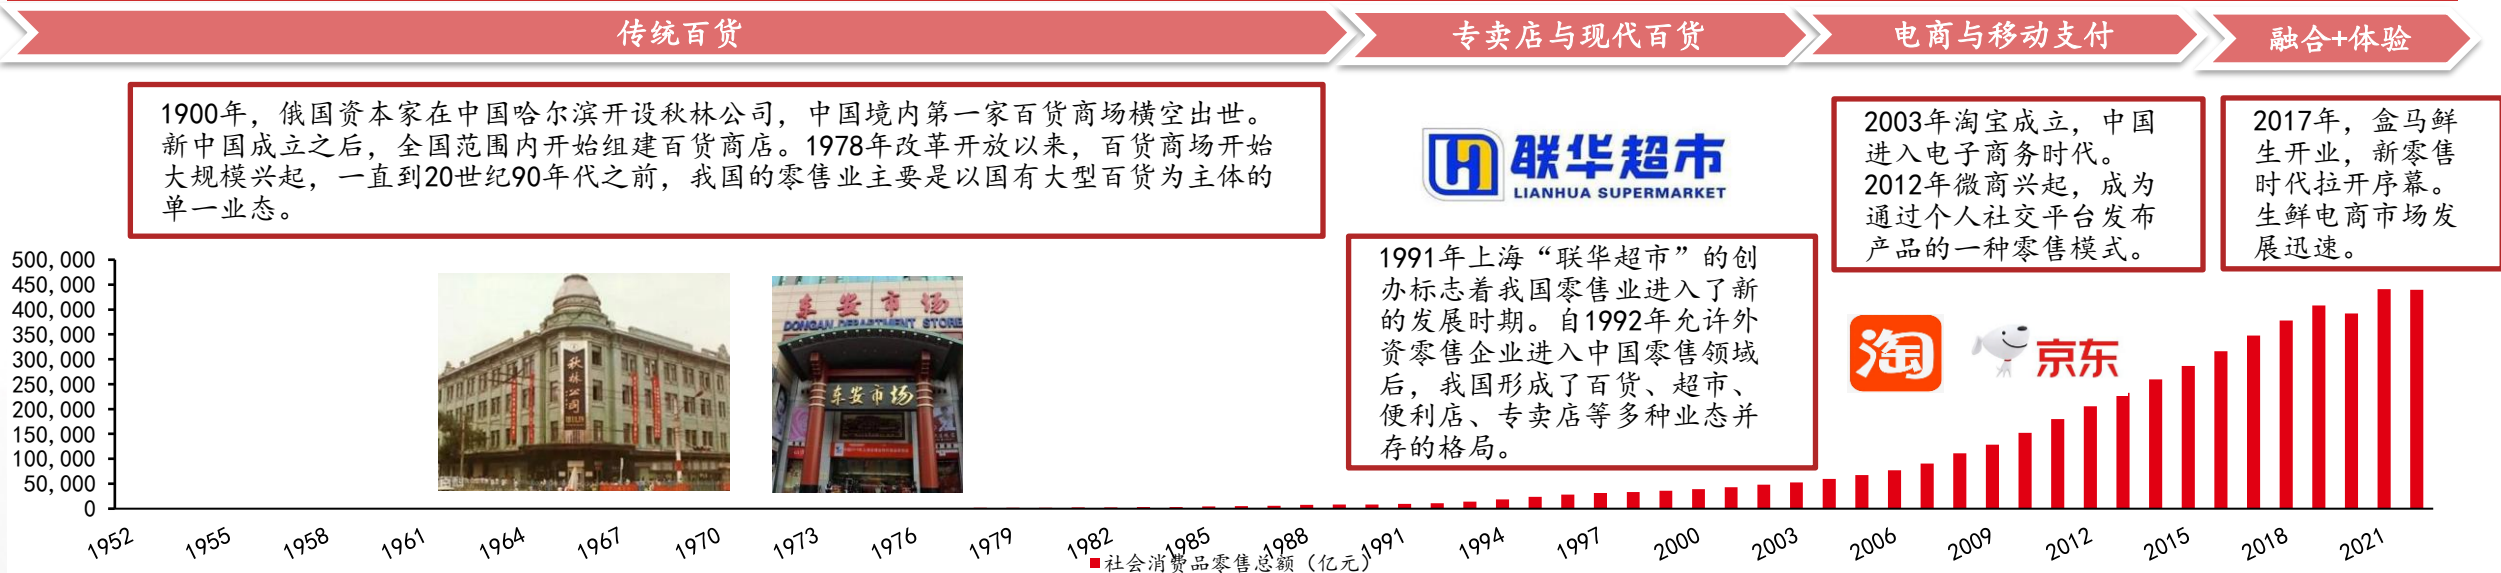 传统百货
专卖店与现代百货
电商与移动支付
融合+体验
1900年，俄国资本家在中国哈尔滨开设秋林公司，中国境内第一家百货商场横空出世。
新中国成立之后，全国范围内开始组建百货商店。1978年改革开放以来，百货商场开始
大规模兴起，一直到20世纪90年代之前，我国的零售业主要是以国有大型百货为主体的
单一业态。
联华超市
LIANHUA SUPERMARKET
1991年上海“联华超市”的创
办标志着我国零售业进入了新
的发展时期。自1992年允许外
资零售企业进入中国零售领域
后，我国形成了百货、超市、
便利店、专卖店等多种业态并
存的格局。
2003年淘宝成立，中国
进入电子商务时代。
2012年微商兴起，成为
通过个人社交平台发布
产品的一种零售模式。
2017年，盒马鲜
生开业，新零售
时代拉开序幕。
生鲜电商市场发
展迅速。
秋林公司
东安市场
DONGAN DEPARTMENT STORE
东安市场
淘
京东
500,000
450,000
400,000
350,000
300,000
250,000
200,000
150,000
100,000
50,000
0
1952
1955
1958
1961
1964
1967
1970
1973
1976
1979
1982
1985
1988
1991
1994
1997
2000
2003
2006
2009
2012
2015
2018
2021
社会消费品零售总额（亿元）